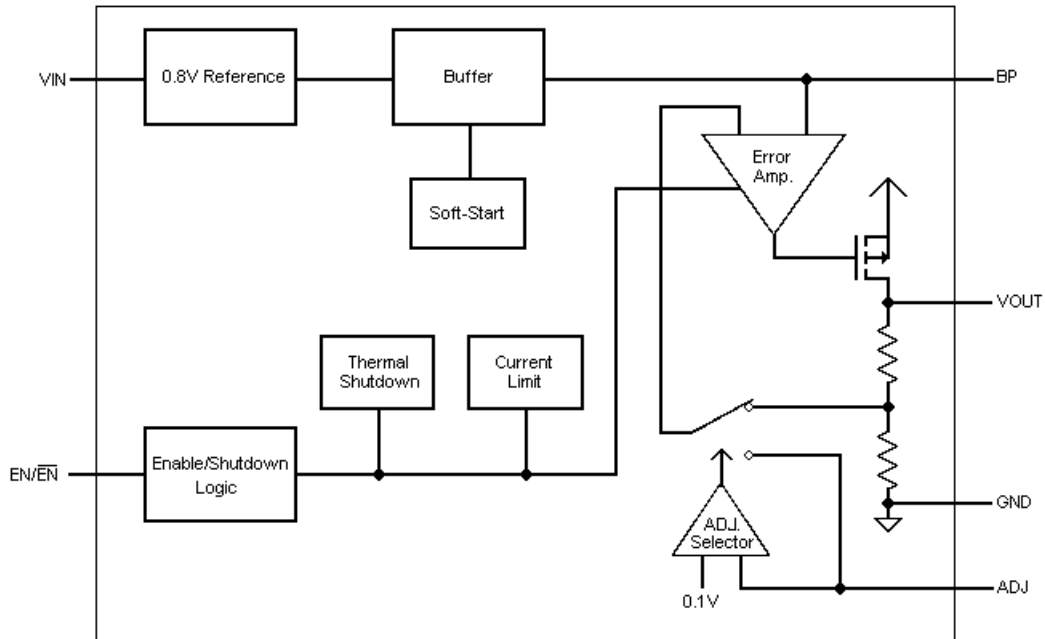 VIN
0.8V Reference
Buffer
BP
Error
Amp.
Soft-Start
VOUT
Thermal
Shutdown
Current
Limit
EN/E̅N̅
Enable/Shutdown
Logic
GND
ADJ.
Selector
0.1V
ADJ